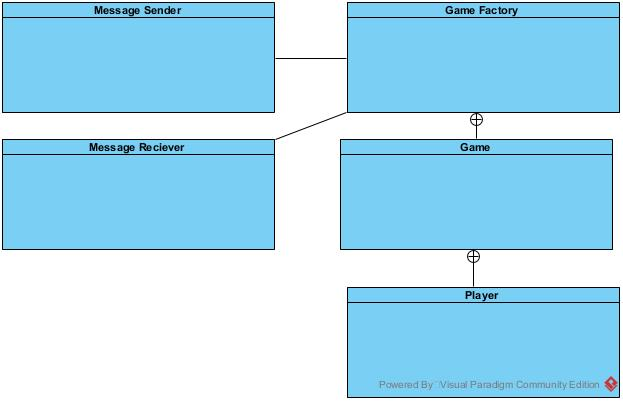 Message Sender
Game Factory
Message Reciever
Game
Player
Powered By Visual Paradigm Community Edition